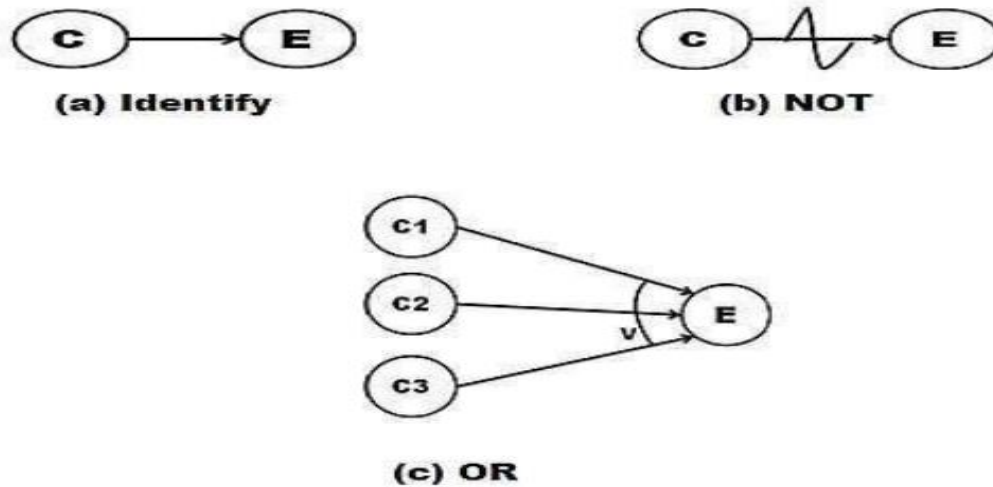 C E
C E
(a) Identify
(b) NOT
C1
C2
E
V
C3
(c) OR